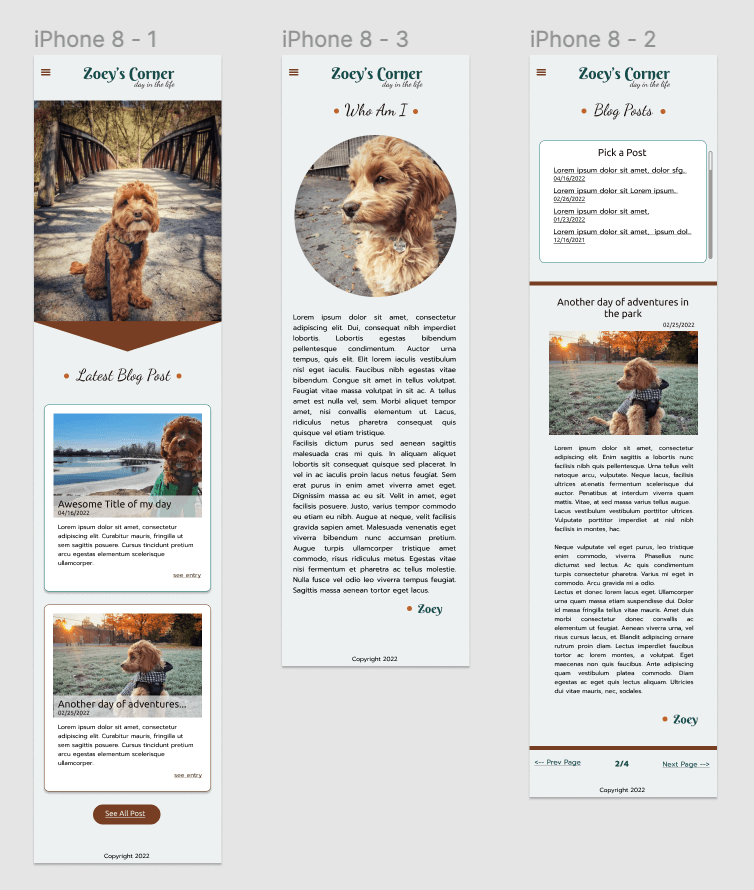 iPhone 8 - 1
Zoey's Corner
day in the life
Latest Blog Post
Awesome Title of my day
04/16/2022
Lorem ipsum dolor sit amet, consectetur
adipiscing elit. Curabitur mauris, fringilla ut
sem sagittis posuere. Cursus tincidunt pretium
arcu egestas elementum scelerisque
ullamcorper.
see entry
Another day of adventures...
02/25/2022
Lorem ipsum dolor sit amet, consectetur
adipiscing elit. Curabitur mauris, fringilla ut
sem sagittis posuere. Cursus tincidunt pretium
arcu egestas elementum scelerisque
ullamcorper.
see entry
See All Post
Copyright 2022
iPhone 8 - 3
Zoey's Corner
day in the life
Who Am I
Lorem ipsum dolor sit amet, consectetur
adipiscing elit. Dui, consequat nibh imperdiet
lobortis. Lobortis egestas bibendum
pellentesque condimentum. Auctor urna
tempus, quis elit. Elit lorem iaculis vestibulum
nisl eget iaculis. Faucibus nibh egestas vitae
bibendum. Congue sit amet in tellus volutpat.
Feugiat vitae massa volutpat in sit ac. A tellus
amet est nulla vel, sem. Morbi aliquet tempor
amet, nisi convallis elementum ut. Lacus,
ridiculus netus pharetra consequat quis
quisque vel etiam tristique.
Facilisis dictum purus sed aenean sagittis
malesuada cras mi quis. In aliquam aliquet
lobortis sit consequat quisque sed placerat. In
vel in ac iaculis proin lacus netus feugiat. Sem
erat purus in enim amet viverra amet eget.
Dignissim massa ac eu sit. Velit in amet, eget
facilisis posuere. Justo, varius tempor commodo
eu etiam eu nibh. Augue at neque, velit facilisis
gravida sapien amet. Malesuada venenatis eget
viverra bibendum nunc accumsan pretium.
Augue turpis ullamcorper tristique amet
commodo, risus ridiculus metus. Egestas vitae
nisi fermentum et pharetra ac tellus molestie.
Nulla fusce vel odio leo viverra tempus feugiat.
Sagittis massa aenean tortor eget lacus.
Zoey
Copyright 2022
iPhone 8 - 2
Zoey's Corner
day in the life
Blog Posts
Pick a Post
Lorem ipsum dolor sit amet, dolor sfg..
04/16/2022
Lorem ipsum dolor sit Lorem ipsum..
02/26/2022
Lorem ipsum dolor sit amet,
01/23/2022
Lorem ipsum dolor sit amet, ipsum dol..
12/16/2021
Another day of adventures in
the park
02/25/2022
Lorem ipsum dolor sit amet, consectetur
adipiscing elit. Enim sagittis a lobortis nunc
facilisis nibh quis pellentesque. Urna tellus velit
natoque arcu, vulputate. Neque lacus, facilisis
ultrices at enatis fermentum scelerisque dui
auctor. Penatibus at interdum viverra quam
mattis. Vitae, at sed massa varius tellus augue.
Lacus vestibulum vestibulum porttitor ultrices.
Vulputate porttitor imperdiet at nisl nibh
facilisis in montes, hac.
Neque vulputate vel eget purus, leo tristique
enim commodo, viverra. Phasellus nunc
dictumst sed lectus. Ac quis condimentum
turpis consectetur pharetra. Varius mi eget in
commodo. Arcu gravida mi a odio.
Lectus et donec lorem lacus eget. Ullamcorper
urna quam massa etiam suspendisse dui. Dolor
id massa fringilla tellus vitae mauris. Amet duis
morbi consectetur donec convallis ac
elementum ut feugiat. Aenean viverra urna, vel
risus cursus lacus, et. Blandit adipiscing ornare
rutrum proin diam. Lectus imperdiet faucibus
tortor ac lorem montes, a volutpat. Eget
maecenas non quis faucibus. Ante adipiscing
quam vestibulum platea commodo. Diam
egestas ac eget quis lectus aliquam. Ultricies
dui vitae mauris, nec, sodales.
Zoey
<-- Prev Page
2/4
Next Page -->
Copyright 2022